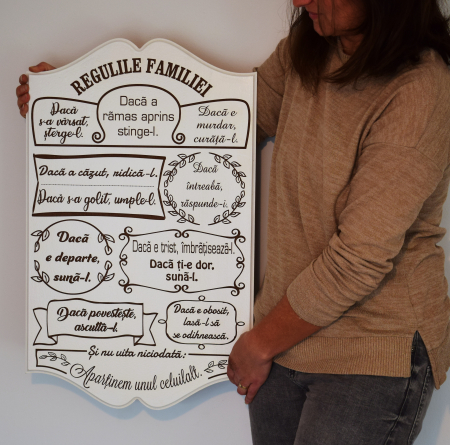 REGULILE FAMILIEI
Dacă
s-a vărsat,
șterge-l.
Dacă a
rămas aprins
stinge-l.
Dacă e
murdar,
curăță-l.
Dacă a căzut, ridică-l.
Dacă s-a golit, umple-l.
Dacă
întreabă,
răspunde-i.
Dacă
e departe,
sună-l.
Dacă e trist, îmbrățișează-l.
Dacă ți-e dor,
sună-l.
Dacă povestește,
ascultă-l.
Dacă e obosit,
lasă-l să
se odihnească.
Și nu uita niciodată:
Aparținem unul celuilalt.